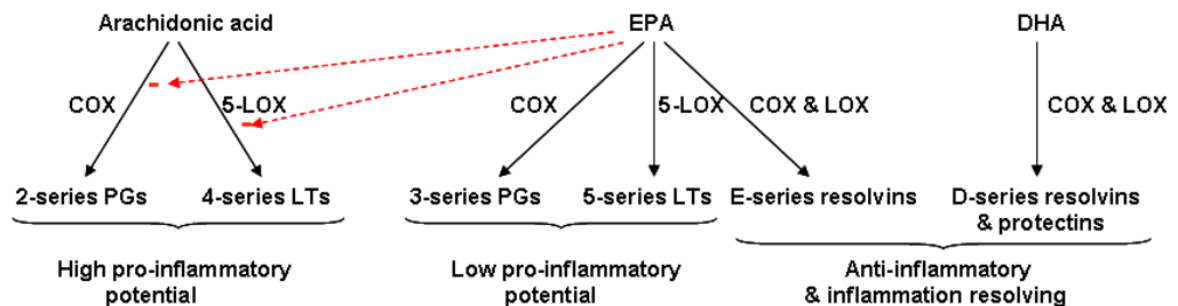 Arachidonic acid
EPA
DHA
COX
5-LOX
COX
5-LOX
COX & LOX
COX & LOX
2-series PGs
4-series LTs
3-series PGs
5-series LTs
E-series resolvins
D-series resolvins
& protectins
High pro-inflammatory
potential
Low pro-inflammatory
potential
Anti-inflammatory
& inflammation resolving